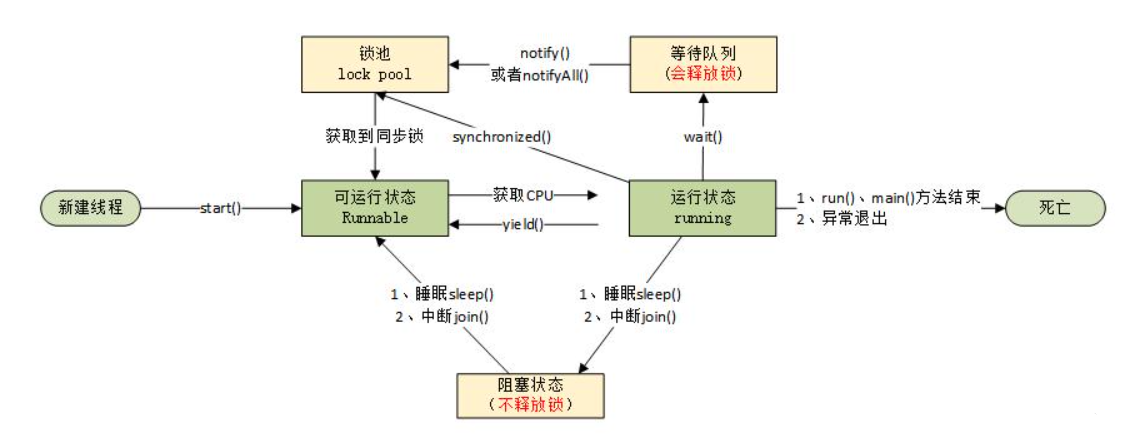 锁池
lock pool
notify()
或者notifyAll()
等待队列
(会释放锁)
获取到同步锁
synchronized()
wait()
新建线程
start()
可运行状态
Runnable
获取CPU
yield()
运行状态
running
1、run()、main()方法结束
2、异常退出
死亡
1、睡眠sleep()
2、中断join()
1、睡眠sleep()
2、中断join()
阻塞状态
（不释放锁）